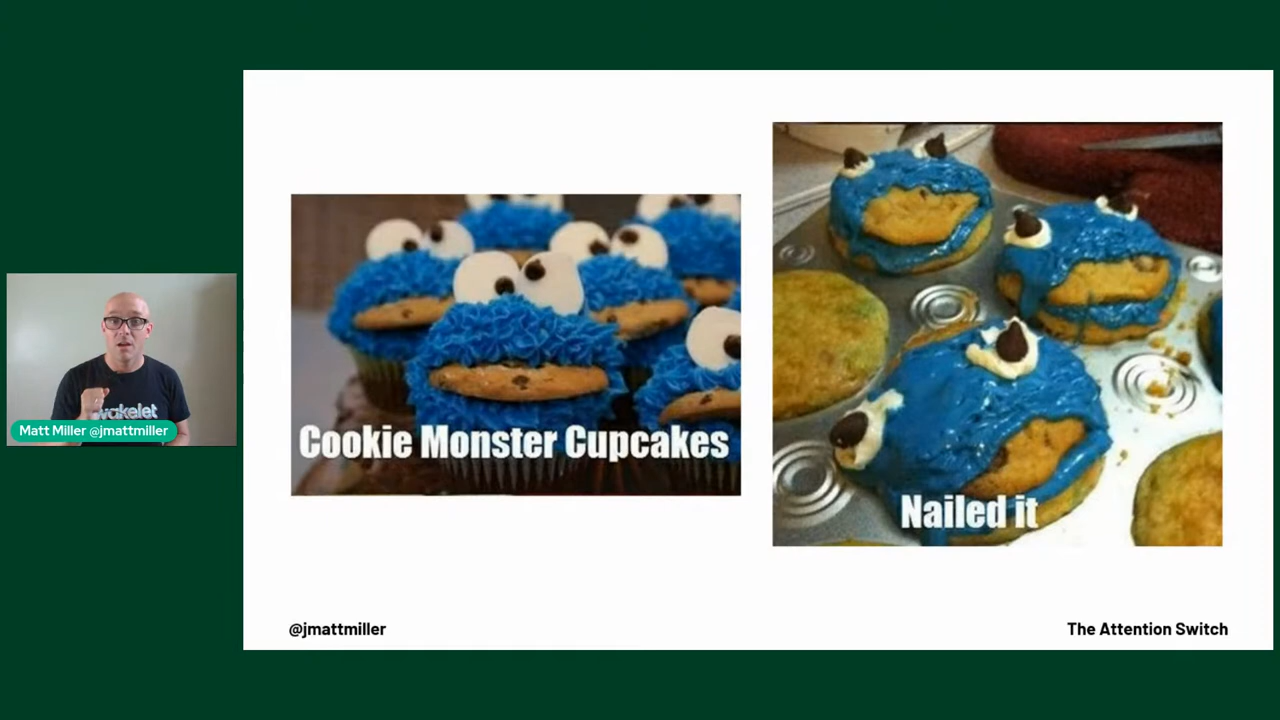 Cookie Monster Cupcakes
Nailed it
wakelet
Matt Miller @jmattmiller
@jmattmiller
The Attention Switch